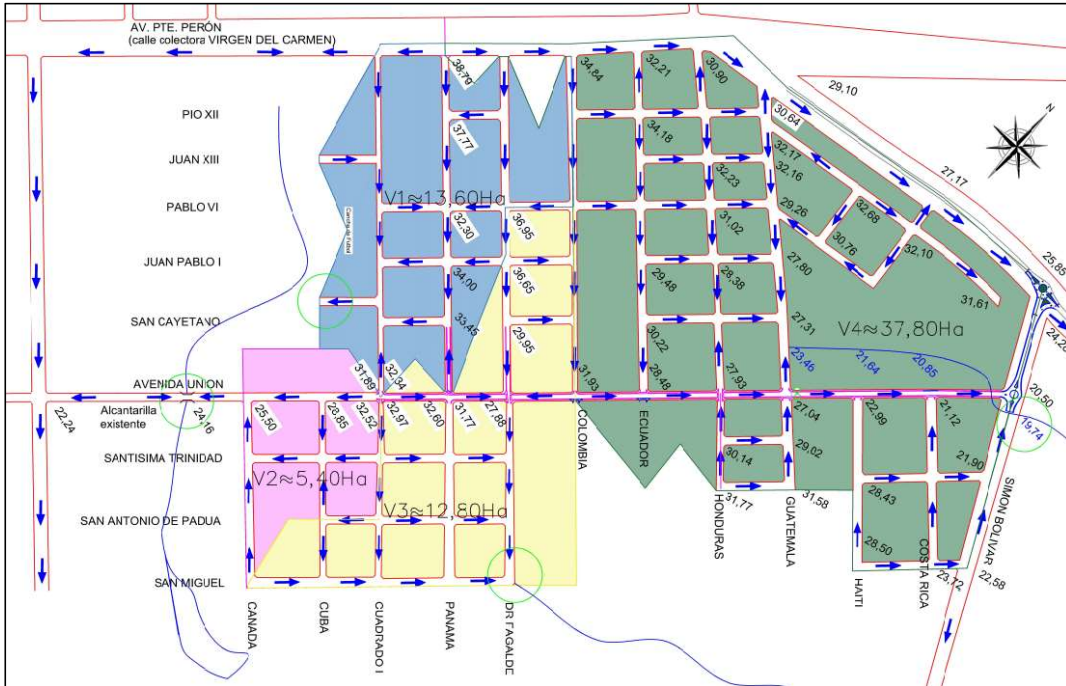 AV. PTE. PERÓN
(calle colectora VIRGEN DEL CARMEN)
N
PIO XII
JUAN XIII
PABLO VI
JUAN PABLO I
SAN CAYETANO
AVENIDA UNION
Alcantarilla
existente
SANTISIMA TRINIDAD
SAN ANTONIO DE PADUA
SAN MIGUEL
V1≈13,60Ha
V2≈5,40Ha
V3≈12,80Ha
V4≈37,80Ha
38,79
34,84
32,21
30,90
29,10
30,64
37,77
34,18
32,17
32,16
27,17
32,23
29,26
32,68
32,30
36,95
31,02
30,76
32,10
25,85
34,00
36,65
29,48
28,38
27,80
31,61
33,45
29,95
30,22
27,31
24,28
23,46
21,64
20,85
31,89
32,34
31,93
28,48
27,93
20,50
22,24
24,16
25,50
28,85
32,52
32,97
32,60
31,77
27,88
27,04
22,99
21,12
19,74
30,14
29,02
21,90
31,77
31,58
28,43
28,50
23,72
22,58
CANADA
CUBA
CUADRADO I
PANAMA
DR FAGALDE
COLOMBIA
ECUADOR
HONDURAS
GUATEMALA
HAITI
COSTA RICA
SIMON BOLIVAR